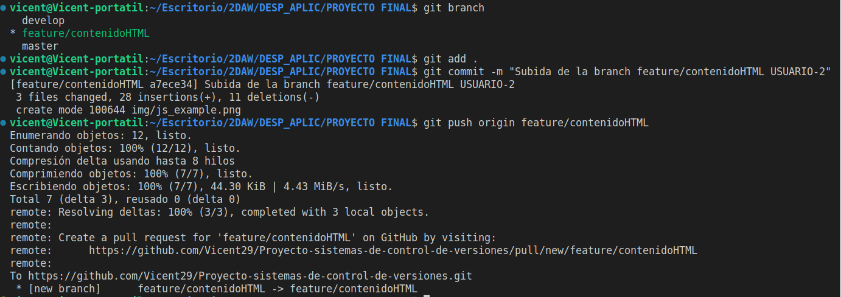 vicent@Vicent-portatil:~/Escritorio/2DAW/DESP_APLIC/PROYECTO FINAL$ git branch
develop
* feature/contenidoHTML
master
vicent@Vicent-portatil:~/Escritorio/2DAW/DESP_APLIC/PROYECTO FINAL$ git add .
vicent@Vicent-portatil:~/Escritorio/2DAW/DESP_APLIC/PROYECTO FINAL$ git commit -m "Subida de la branch feature/contenidoHTML USUARIO-2"
[feature/contenidoHTML a7ece34] Subida de la branch feature/contenidoHTML USUARIO-2
3 files changed, 28 insertions(+), 11 deletions(-)
create mode 100644 img/js_example.png
vicent@Vicent-portatil:~/Escritorio/2DAW/DESP_APLIC/PROYECTO FINAL$ git push origin feature/contenidoHTML
Enumerando objetos: 12, listo.
Contando objetos: 100% (12/12), listo.
Compresión delta usando hasta 8 hilos
Comprimiendo objetos: 100% (7/7), listo.
Escribiendo objetos: 100% (7/7), 44.30 KiB | 4.43 MiB/s, listo.
Total 7 (delta 3), reusado 0 (delta 0)
remote: Resolving deltas: 100% (3/3), completed with 3 local objects.
remote:
remote: Create a pull request for 'feature/contenidoHTML' on GitHub by visiting:
remote:      https://github.com/Vicent29/Proyecto-sistemas-de-control-de-versiones/pull/new/feature/contenidoHTML
remote:
To https://github.com/Vicent29/Proyecto-sistemas-de-control-de-versiones.git
* [new branch]      feature/contenidoHTML -> feature/contenidoHTML